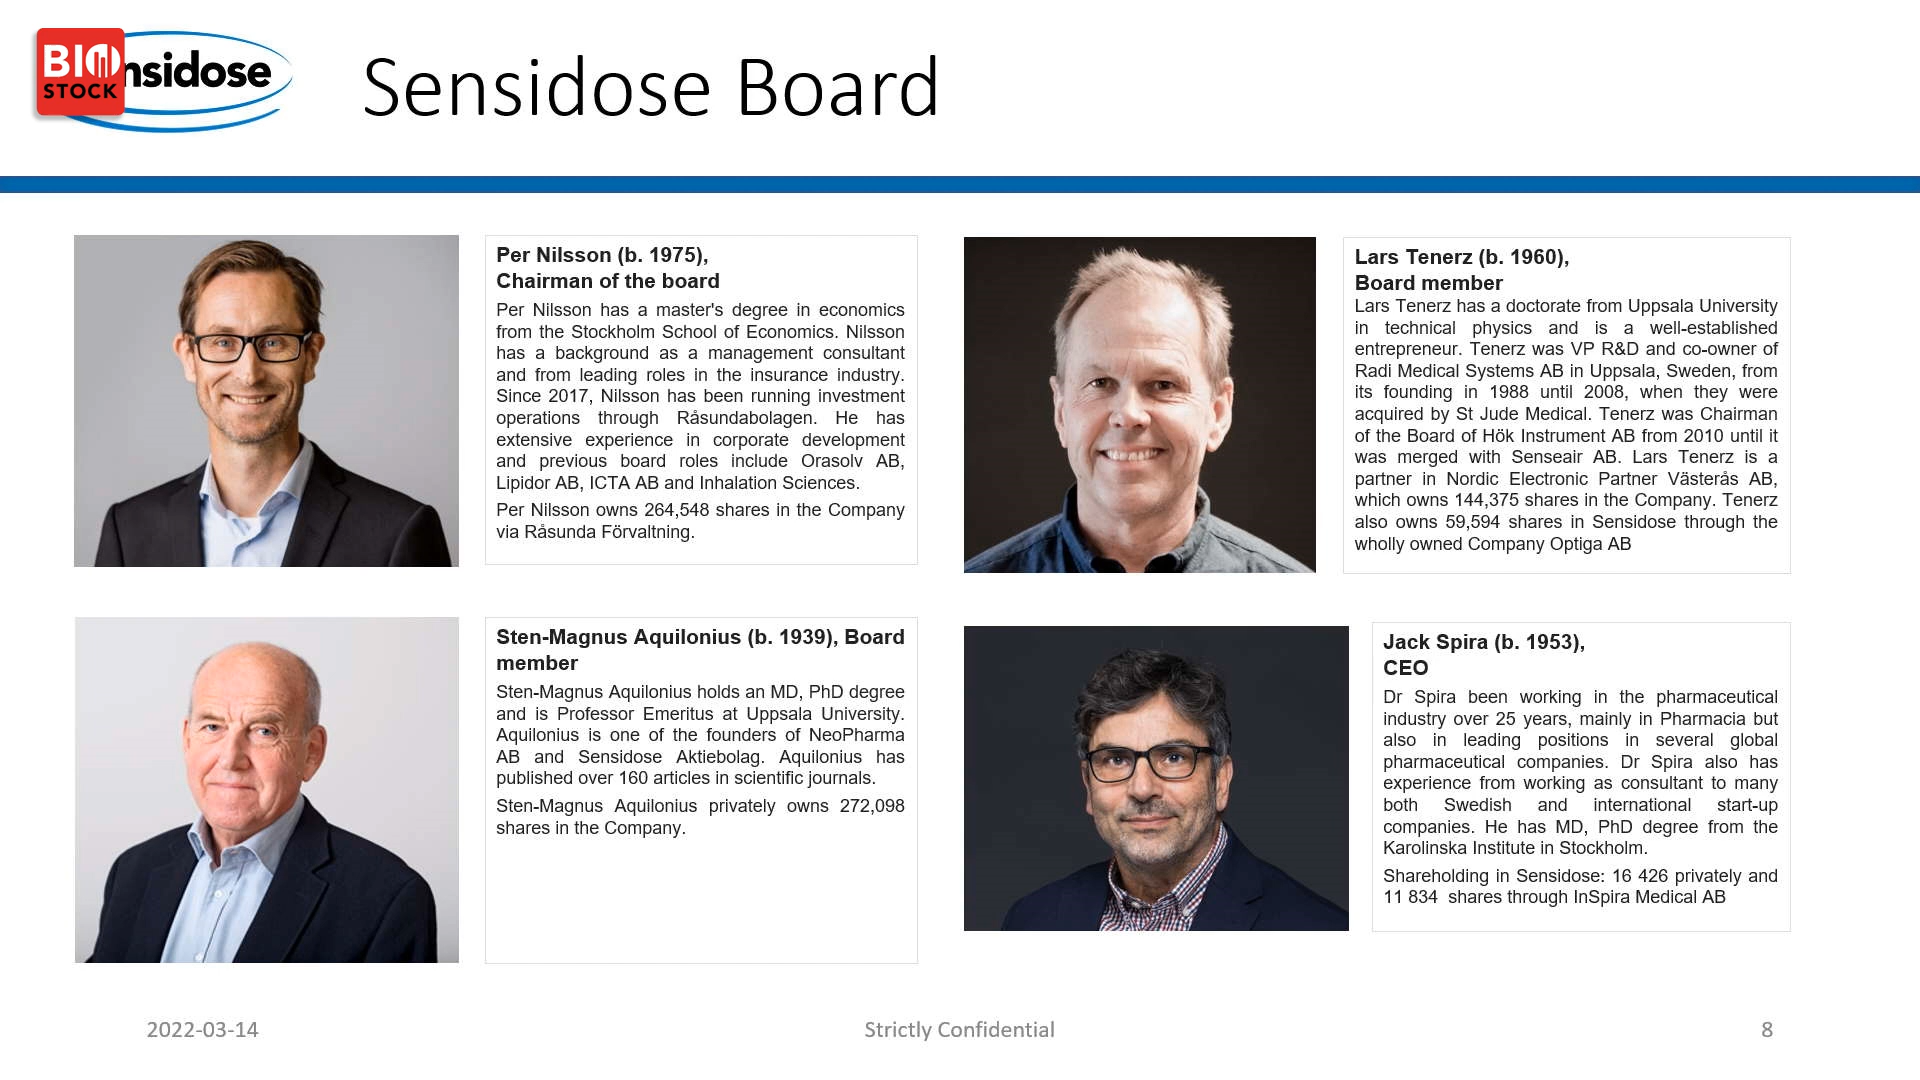 BIO
STOCK
nsidose
Sensidose Board
Per Nilsson (b. 1975),
Chairman of the board
Per Nilsson has a master's degree in economics
from the Stockholm School of Economics. Nilsson
has a background as a management consultant
and from leading roles in the insurance industry.
Since 2017, Nilsson has been running investment
operations through Råsundabolagen. He has
extensive experience in corporate development
and previous board roles include Orasolv AB,
Lipidor AB, ICTA AB and Inhalation Sciences.
Per Nilsson owns 264,548 shares in the Company
via Råsunda Förvaltning.
Lars Tenerz (b. 1960),
Board member
Lars Tenerz has a doctorate from Uppsala University
in technical physics and is a well-established
entrepreneur. Tenerz was VP R&D and co-owner of
Radi Medical Systems AB in Uppsala, Sweden, from
its founding in 1988 until 2008, when they were
acquired by St Jude Medical. Tenerz was Chairman
of the Board of Hök Instrument AB from 2010 until it
was merged with Senseair AB. Lars Tenerz is a
partner in Nordic Electronic Partner Västerås AB,
which owns 144,375 shares in the Company. Tenerz
also owns 59,594 shares in Sensidose through the
wholly owned Company Optiga AB
Sten-Magnus Aquilonius (b. 1939), Board
member
Sten-Magnus Aquilonius holds an MD, PhD degree
and is Professor Emeritus at Uppsala University.
Aquilonius is one of the founders of NeoPharma
AB and Sensidose Aktiebolag. Aquilonius has
published over 160 articles in scientific journals.
Sten-Magnus Aquilonius privately owns 272,098
shares in the Company.
Jack Spira (b. 1953),
CEO
Dr Spira been working in the pharmaceutical
industry over 25 years, mainly in Pharmacia but
also in leading positions in several global
pharmaceutical companies. Dr Spira also has
experience from working as consultant to many
both Swedish and international start-up
companies. He has MD, PhD degree from the
Karolinska Institute in Stockholm.
Shareholding in Sensidose: 16 426 privately and
11 834 shares through InSpira Medical AB
2022-03-14
Strictly Confidential
8